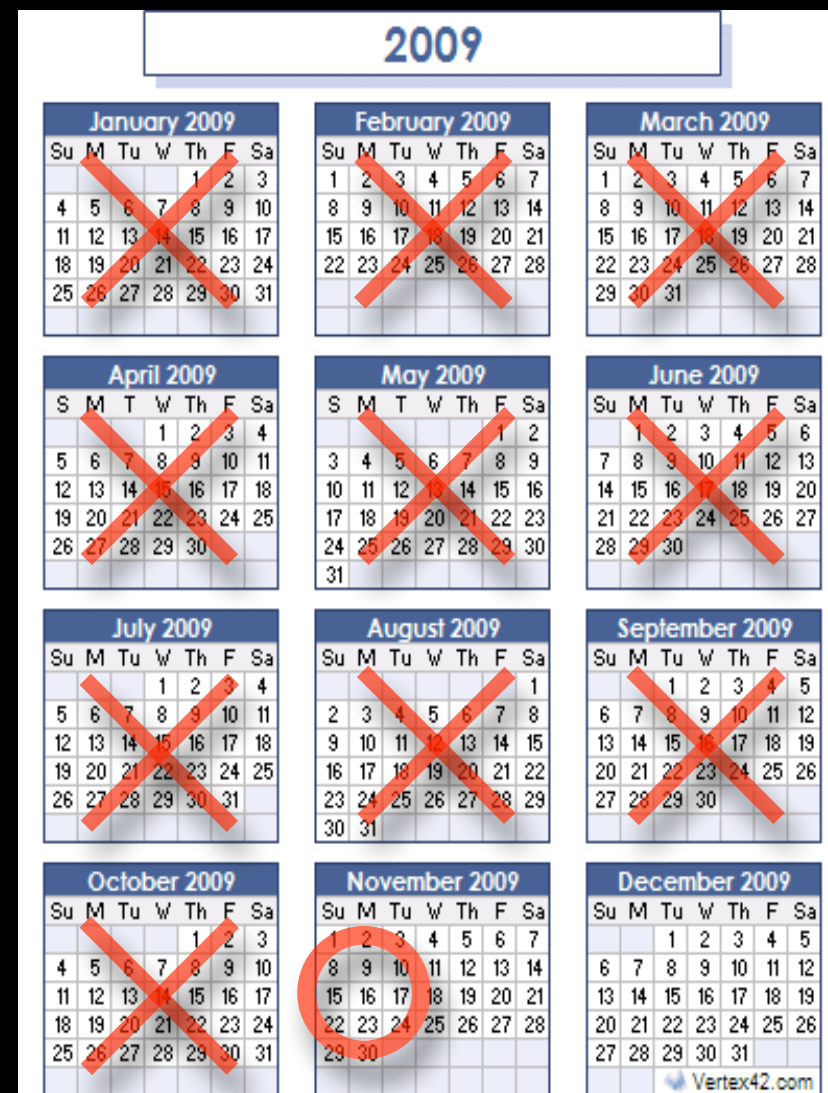 2009
January 2009 February 2009 March 2009
Su M Tu W Th F Sa Su M Tu W Th F Sa Su M Tu W Th F Sa
1 2 3 1 2 3 4 5 6 7 1 2 3 4 5 6 7
4 5 6 7 8 9 10 8 9 10 11 12 13 14 8 9 10 11 12 13 14
11 12 13 14 15 16 17 15 16 17 18 19 20 21 15 16 17 18 19 20 21
18 19 20 21 22 23 24 22 23 24 25 26 27 28 22 23 24 25 26 27 28
25 26 27 28 29 30 31 29 30 31
April 2009 May 2009 June 2009
S M T W Th F Sa S M T W Th F Sa Su M Tu W Th F Sa
1 2 3 4 1 2 1 2 3 4 5 6
5 6 7 8 9 10 11 3 4 5 6 7 8 9 7 8 9 10 11 12 13
12 13 14 15 16 17 18 10 11 12 13 14 15 16 14 15 16 17 18 19 20
19 20 21 22 23 24 25 17 18 19 20 21 22 23 21 22 23 24 25 26 27
26 27 28 29 30 24 25 26 27 28 29 30 28 29 30
31
July 2009 August 2009 September 2009
Su M Tu W Th F Sa Su M Tu W Th F Sa Su M Tu W Th F Sa
1 2 3 4 1 1 2 3 4 5
5 6 7 8 9 10 11 2 3 4 5 6 7 8 6 7 8 9 10 11 12
12 13 14 15 16 17 18 9 10 11 12 13 14 15 13 14 15 16 17 18 19
19 20 21 22 23 24 25 16 17 18 19 20 21 22 20 21 22 23 24 25 26
26 27 28 29 30 31 23 24 25 26 27 28 29 27 28 29 30
30 31
October 2009 November 2009 December 2009
Su M Tu W Th F Sa Su M Tu W Th F Sa Su M Tu W Th F Sa
1 2 3 1 2 3 4 5 6 7 1 2 3 4 5
4 5 6 7 8 9 10 8 9 10 11 12 13 14 6 7 8 9 10 11 12
11 12 13 14 15 16 17 15 16 17 18 19 20 21 13 14 15 16 17 18 19
18 19 20 21 22 23 24 22 23 24 25 26 27 28 20 21 22 23 24 25 26
25 26 27 28 29 30 31 29 30 27 28 29 30 31
Vertex42.com